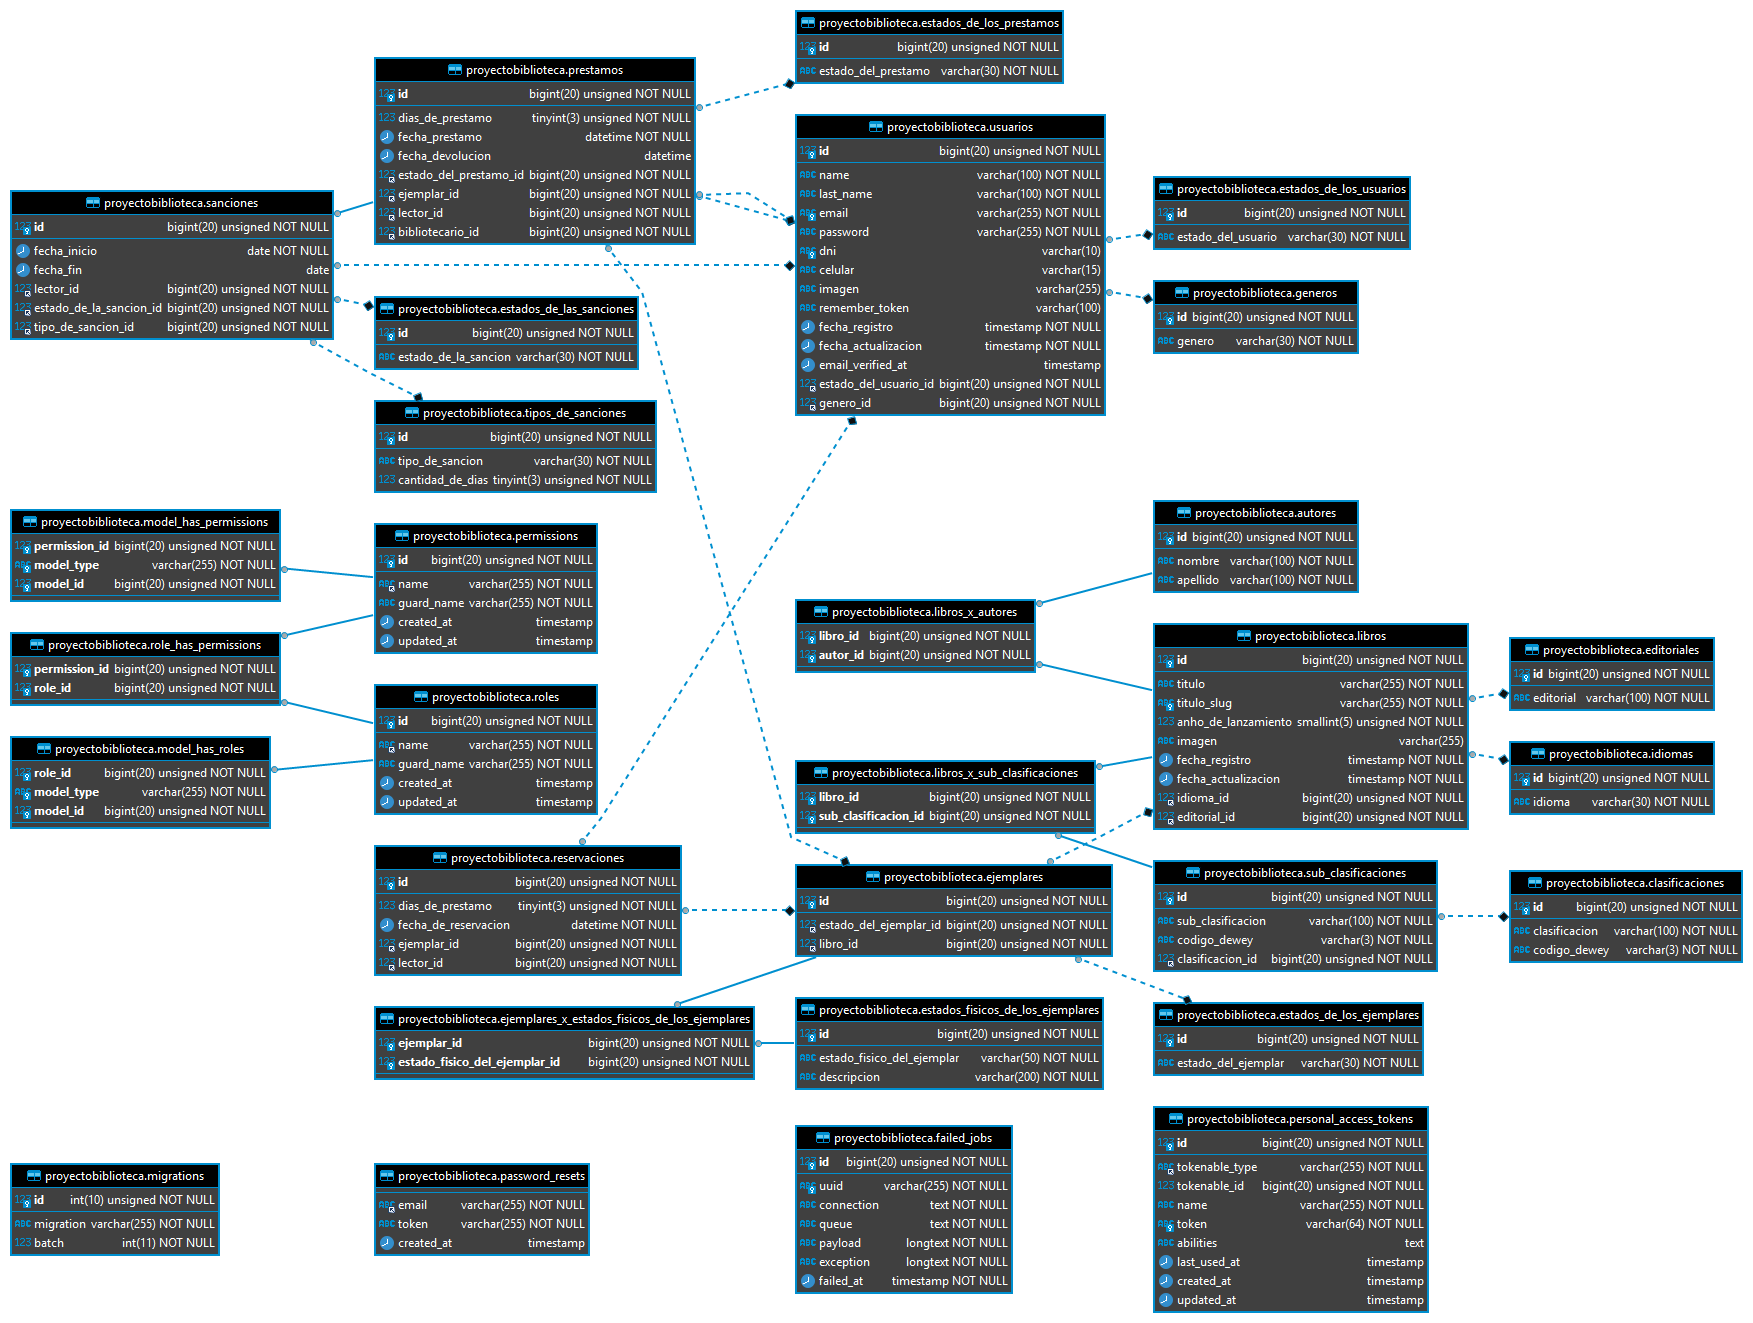 proyectobiblioteca.estados_de_los_prestamos
id bigint(20) unsigned NOT NULL
estado_del_prestamo varchar(30) NOT NULL
proyectobiblioteca.prestamos
id bigint(20) unsigned NOT NULL
dias_de_prestamo tinyint(3) unsigned NOT NULL
fecha_prestamo datetime NOT NULL
fecha_devolucion datetime
estado_del_prestamo_id bigint(20) unsigned NOT NULL
ejemplar_id bigint(20) unsigned NOT NULL
lector_id bigint(20) unsigned NOT NULL
bibliotecario_id bigint(20) unsigned NOT NULL
proyectobiblioteca.usuarios
id bigint(20) unsigned NOT NULL
name varchar(100) NOT NULL
last_name varchar(100) NOT NULL
email varchar(255) NOT NULL
password varchar(255) NOT NULL
dni varchar(10)
celular varchar(15)
imagen varchar(255)
remember_token varchar(100)
fecha_registro timestamp NOT NULL
fecha_actualizacion timestamp NOT NULL
email_verified_at timestamp
estado_del_usuario_id bigint(20) unsigned NOT NULL
genero_id bigint(20) unsigned NOT NULL
proyectobiblioteca.estados_de_los_usuarios
id bigint(20) unsigned NOT NULL
estado_del_usuario varchar(30) NOT NULL
proyectobiblioteca.generos
id bigint(20) unsigned NOT NULL
genero varchar(30) NOT NULL
proyectobiblioteca.sanciones
id bigint(20) unsigned NOT NULL
fecha_inicio date NOT NULL
fecha_fin date
lector_id bigint(20) unsigned NOT NULL
estado_de_la_sancion_id bigint(20) unsigned NOT NULL
tipo_de_sancion_id bigint(20) unsigned NOT NULL
proyectobiblioteca.estados_de_las_sanciones
id bigint(20) unsigned NOT NULL
estado_de_la_sancion varchar(30) NOT NULL
proyectobiblioteca.tipos_de_sanciones
id bigint(20) unsigned NOT NULL
tipo_de_sancion varchar(30) NOT NULL
cantidad_de_dias tinyint(3) unsigned NOT NULL
proyectobiblioteca.model_has_permissions
permission_id bigint(20) unsigned NOT NULL
model_type varchar(255) NOT NULL
model_id bigint(20) unsigned NOT NULL
proyectobiblioteca.permissions
id bigint(20) unsigned NOT NULL
name varchar(255) NOT NULL
guard_name varchar(255) NOT NULL
created_at timestamp
updated_at timestamp
proyectobiblioteca.role_has_permissions
permission_id bigint(20) unsigned NOT NULL
role_id bigint(20) unsigned NOT NULL
proyectobiblioteca.roles
id bigint(20) unsigned NOT NULL
name varchar(255) NOT NULL
guard_name varchar(255) NOT NULL
created_at timestamp
updated_at timestamp
proyectobiblioteca.model_has_roles
role_id bigint(20) unsigned NOT NULL
model_type varchar(255) NOT NULL
model_id bigint(20) unsigned NOT NULL
proyectobiblioteca.autores
id bigint(20) unsigned NOT NULL
nombre varchar(100) NOT NULL
apellido varchar(100) NOT NULL
proyectobiblioteca.libros_x_autores
libro_id bigint(20) unsigned NOT NULL
autor_id bigint(20) unsigned NOT NULL
proyectobiblioteca.libros
id bigint(20) unsigned NOT NULL
titulo varchar(255) NOT NULL
titulo_slug varchar(255) NOT NULL
anho_de_lanzamiento smallint(5) unsigned NOT NULL
imagen varchar(255)
fecha_registro timestamp NOT NULL
fecha_actualizacion timestamp NOT NULL
idioma_id bigint(20) unsigned NOT NULL
editorial_id bigint(20) unsigned NOT NULL
proyectobiblioteca.editoriales
id bigint(20) unsigned NOT NULL
editorial varchar(100) NOT NULL
proyectobiblioteca.idiomas
id bigint(20) unsigned NOT NULL
idioma varchar(30) NOT NULL
proyectobiblioteca.libros_x_sub_clasificaciones
libro_id bigint(20) unsigned NOT NULL
sub_clasificacion_id bigint(20) unsigned NOT NULL
proyectobiblioteca.reservaciones
id bigint(20) unsigned NOT NULL
dias_de_prestamo tinyint(3) unsigned NOT NULL
fecha_de_reservacion datetime NOT NULL
ejemplar_id bigint(20) unsigned NOT NULL
lector_id bigint(20) unsigned NOT NULL
proyectobiblioteca.ejemplares
id bigint(20) unsigned NOT NULL
estado_del_ejemplar_id bigint(20) unsigned NOT NULL
libro_id bigint(20) unsigned NOT NULL
proyectobiblioteca.sub_clasificaciones
id bigint(20) unsigned NOT NULL
sub_clasificacion varchar(100) NOT NULL
codigo_dewey varchar(3) NOT NULL
clasificacion_id bigint(20) unsigned NOT NULL
proyectobiblioteca.clasificaciones
id bigint(20) unsigned NOT NULL
clasificacion varchar(100) NOT NULL
codigo_dewey varchar(3) NOT NULL
proyectobiblioteca.ejemplares_x_estados_fisicos_de_los_ejemplares
ejemplar_id bigint(20) unsigned NOT NULL
estado_fisico_del_ejemplar_id bigint(20) unsigned NOT NULL
proyectobiblioteca.estados_fisicos_de_los_ejemplares
id bigint(20) unsigned NOT NULL
estado_fisico_del_ejemplar varchar(50) NOT NULL
descripcion varchar(200) NOT NULL
proyectobiblioteca.estados_de_los_ejemplares
id bigint(20) unsigned NOT NULL
estado_del_ejemplar varchar(30) NOT NULL
proyectobiblioteca.migrations
id int(10) unsigned NOT NULL
migration varchar(255) NOT NULL
batch int(11) NOT NULL
proyectobiblioteca.password_resets
email varchar(255) NOT NULL
token varchar(255) NOT NULL
created_at timestamp
proyectobiblioteca.failed_jobs
id bigint(20) unsigned NOT NULL
uuid varchar(255) NOT NULL
connection text NOT NULL
queue text NOT NULL
payload longtext NOT NULL
exception longtext NOT NULL
failed_at timestamp NOT NULL
proyectobiblioteca.personal_access_tokens
id bigint(20) unsigned NOT NULL
tokenable_type varchar(255) NOT NULL
tokenable_id bigint(20) unsigned NOT NULL
name varchar(255) NOT NULL
token varchar(64) NOT NULL
abilities text
last_used_at timestamp
created_at timestamp
updated_at timestamp